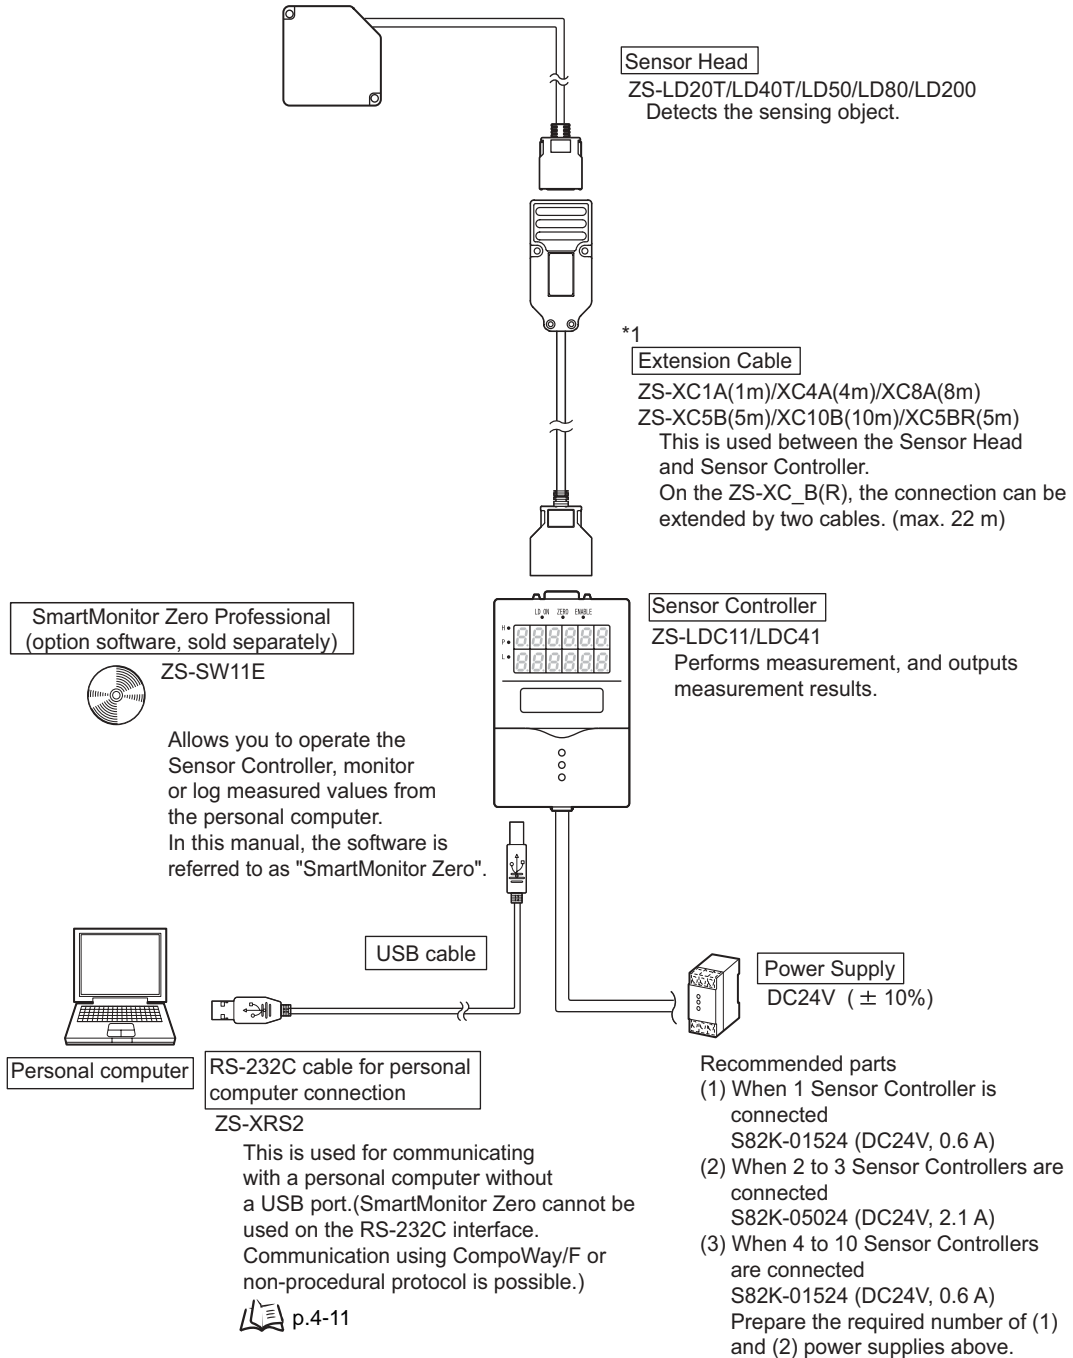 Sensor Head
ZS-LD20T/LD40T/LD50/LD80/LD200
Detects the sensing object.
*1
Extension Cable
ZS-XC1A(1m)/XC4A(4m)/XC8A(8m)
ZS-XC5B(5m)/XC10B(10m)/XC5BR(5m)
This is used between the Sensor Head
and Sensor Controller.
On the ZS-XC_B(R), the connection can be
extended by two cables. (max. 22 m)
LD ON ZERO ENABLE
H
P
L
Sensor Controller
ZS-LDC11/LDC41
Performs measurement, and outputs
measurement results.
SmartMonitor Zero Professional
(option software, sold separately)
ZS-SW11E
Allows you to operate the
Sensor Controller, monitor
or log measured values from
the personal computer.
In this manual, the software is
referred to as "SmartMonitor Zero".
USB cable
Personal computer
RS-232C cable for personal
computer connection
ZS-XRS2
This is used for communicating
with a personal computer without
a USB port.(SmartMonitor Zero cannot be
used on the RS-232C interface.
Communication using CompoWay/F or
non-procedural protocol is possible.)
p.4-11
Power Supply
DC24V (± 10%)
Recommended parts
(1) When 1 Sensor Controller is
connected
S82K-01524 (DC24V, 0.6 A)
(2) When 2 to 3 Sensor Controllers are
connected
S82K-05024 (DC24V, 2.1 A)
(3) When 4 to 10 Sensor Controllers
are connected
S82K-01524 (DC24V, 0.6 A)
Prepare the required number of (1)
and (2) power supplies above.